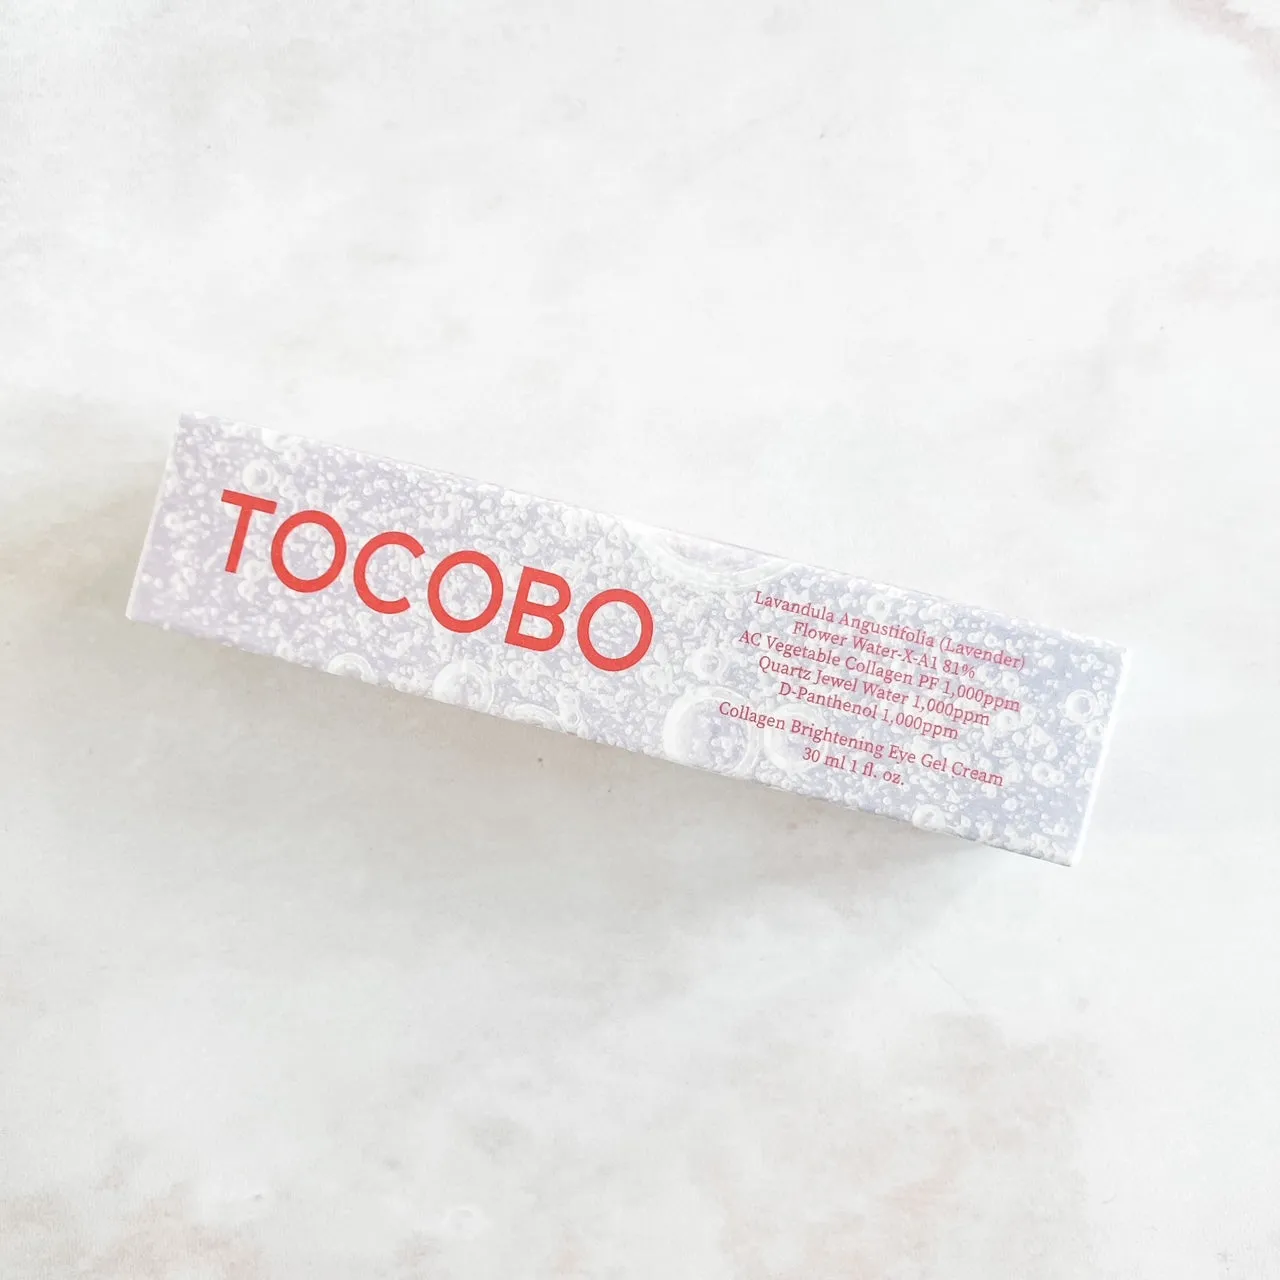 TOCOBO
Lavandula Angustifolia (Lavender)
Flower Water-X-A1 81%
AC Vegetable Collagen PF 1,000ppm
Quartz Jewel Water 1,000ppm
D-Panthenol 1,000ppm
Collagen Brightening Eye Gel Cream
30 ml 1 fl. oz.